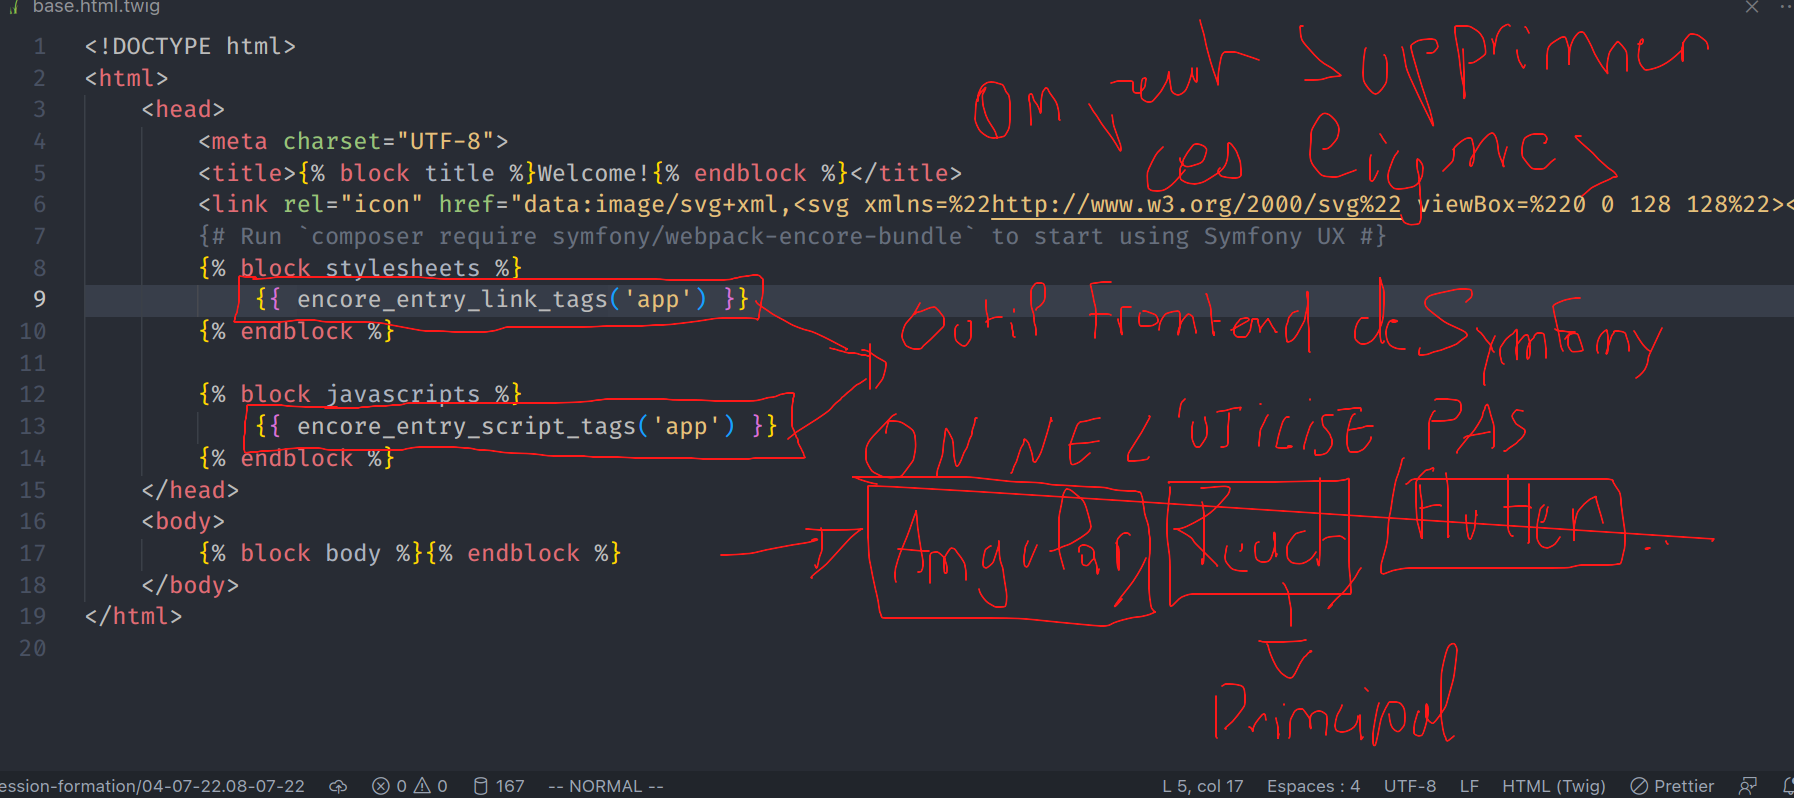 base.html.twig
1 <!DOCTYPE html>
2 <html>
3     <head>
4         <meta charset="UTF-8">
5         <title>{% block title %}Welcome!{% endblock %}</title>
6         <link rel="icon" href="data:image/svg+xml,<svg xmlns=%22http://www.w3.org/2000/svg%22 viewBox=%220 0 128 128%22><
7         {# Run `composer require symfony/webpack-encore-bundle` to start using Symfony UX #}
8         {% block stylesheets %}
9             {{ encore_entry_link_tags('app') }}
10         {% endblock %}
11
12         {% block javascripts %}
13             {{ encore_entry_script_tags('app') }}
14         {% endblock %}
15     </head>
16     <body>
17         {% block body %}{% endblock %}
18     </body>
19 </html>
20
On peut supprimer
ces lignes
Outil Frontend de Symfony
ON NE L'UTILISE PAS
Angular React Flutter ...
Principal
ession-formation/04-07-22.08-07-22 0 0 167 -- NORMAL -- L 5, col 17 Espaces : 4 UTF-8 LF HTML (Twig) Prettier